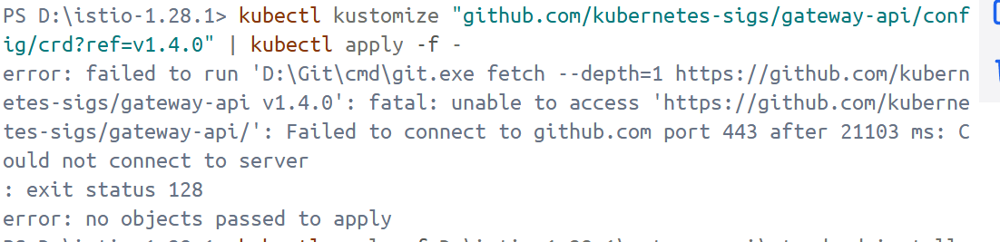 PS D:\istio-1.28.1> kubectl kustomize "github.com/kubernetes-sigs/gateway-api/conf
ig/crd?ref=v1.4.0" | kubectl apply -f -
error: failed to run 'D:\Git\cmd\git.exe fetch --depth=1 https://github.com/kubern
etes-sigs/gateway-api v1.4.0': fatal: unable to access 'https://github.com/kuberne
tes-sigs/gateway-api/': Failed to connect to github.com port 443 after 21103 ms: C
ould not connect to server
: exit status 128
error: no objects passed to apply